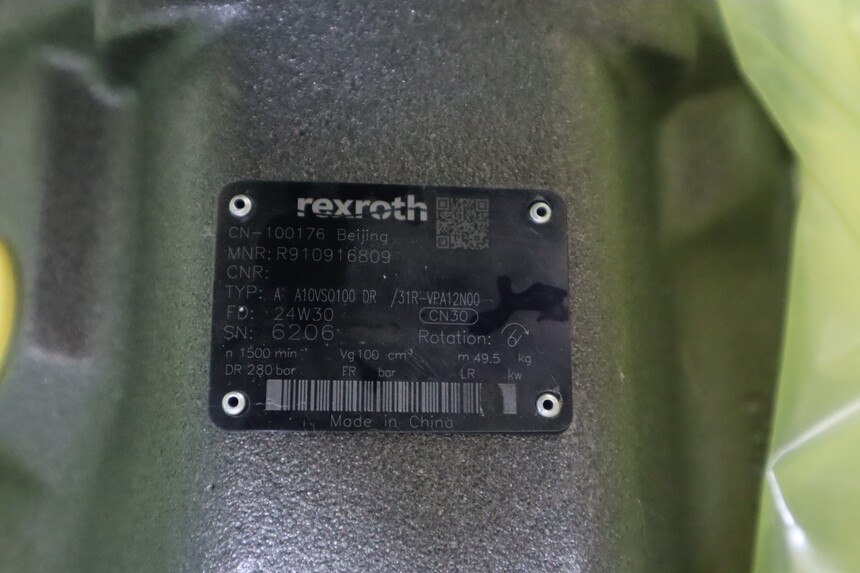 rexroth
CN-100176 Beijing
MNR: R910916809
CNR:
TYP: A A10VSO100 DR /31R-VPA12N00
FD: 24W30 CN30
SN: 6206 Rotation:
n 1500 min⁻¹ Vg 100 cm³ m 49.5 kg
DR 280 bar FR bar LR kw
Made in China